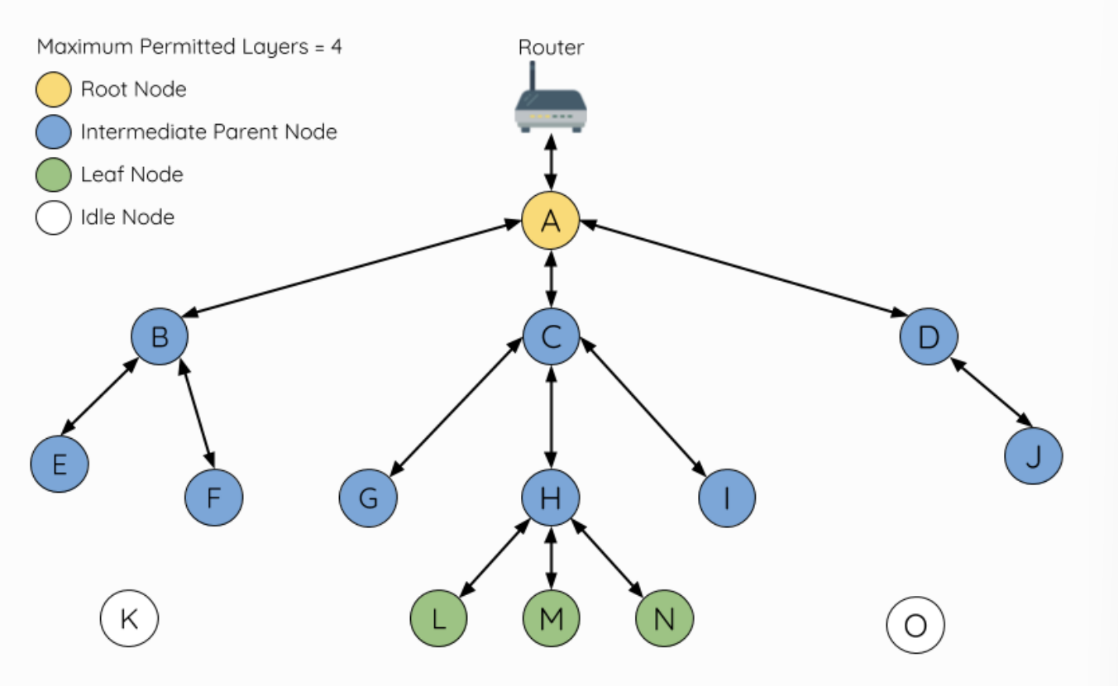 Maximum Permitted Layers = 4
Router
Root Node
Intermediate Parent Node
Leaf Node
Idle Node
A
B
C
D
E
F
G
H
I
J
K
L
M
N
O